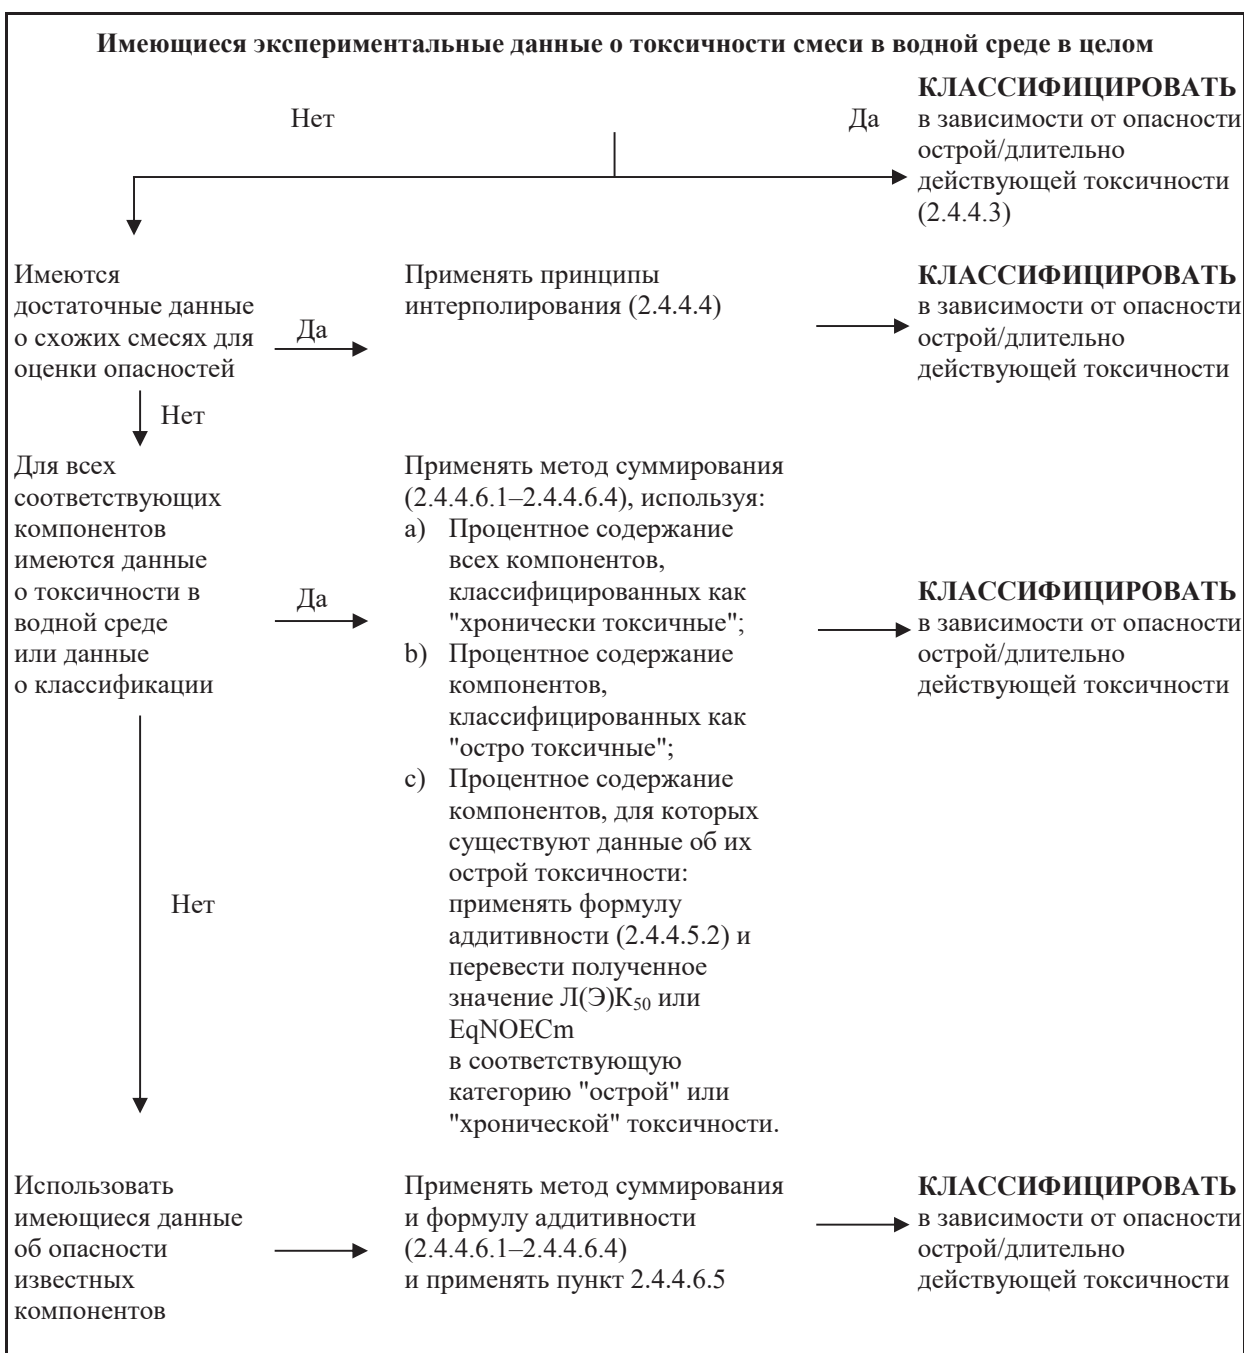 Имеющиеся экспериментальные данные о токсичности смеси в водной среде в целом
Нет
Да
КЛАССИФИЦИРОВАТЬ
в зависимости от опасности
острой/длительно
действующей токсичности
(2.4.4.3)
Имеются
достаточные данные
о схожих смесях для
оценки опасностей
Да
Применять принципы
интерполирования (2.4.4.4)
КЛАССИФИЦИРОВАТЬ
в зависимости от опасности
острой/длительно
действующей токсичности
Нет
Для всех
соответствующих
компонентов
имеются данные
о токсичности в
водной среде
или данные
о классификации
Да
Применять метод суммирования
(2.4.4.6.1–2.4.4.6.4), используя:
a) Процентное содержание
всех компонентов,
классифицированных как
"хронически токсичные";
b) Процентное содержание
компонентов,
классифицированных как
"остро токсичные";
c) Процентное содержание
компонентов, для которых
существуют данные об их
острой токсичности:
применять формулу
аддитивности (2.4.4.5.2) и
перевести полученное
значение Л(Э)К50 или
EqNOECm
в соответствующую
категорию "острой" или
"хронической" токсичности.
КЛАССИФИЦИРОВАТЬ
в зависимости от опасности
острой/длительно
действующей токсичности
Нет
Использовать
имеющиеся данные
об опасности
известных
компонентов
Применять метод суммирования
и формулу аддитивности
(2.4.4.6.1–2.4.4.6.4)
и применять пункт 2.4.4.6.5
КЛАССИФИЦИРОВАТЬ
в зависимости от опасности
острой/длительно
действующей токсичности